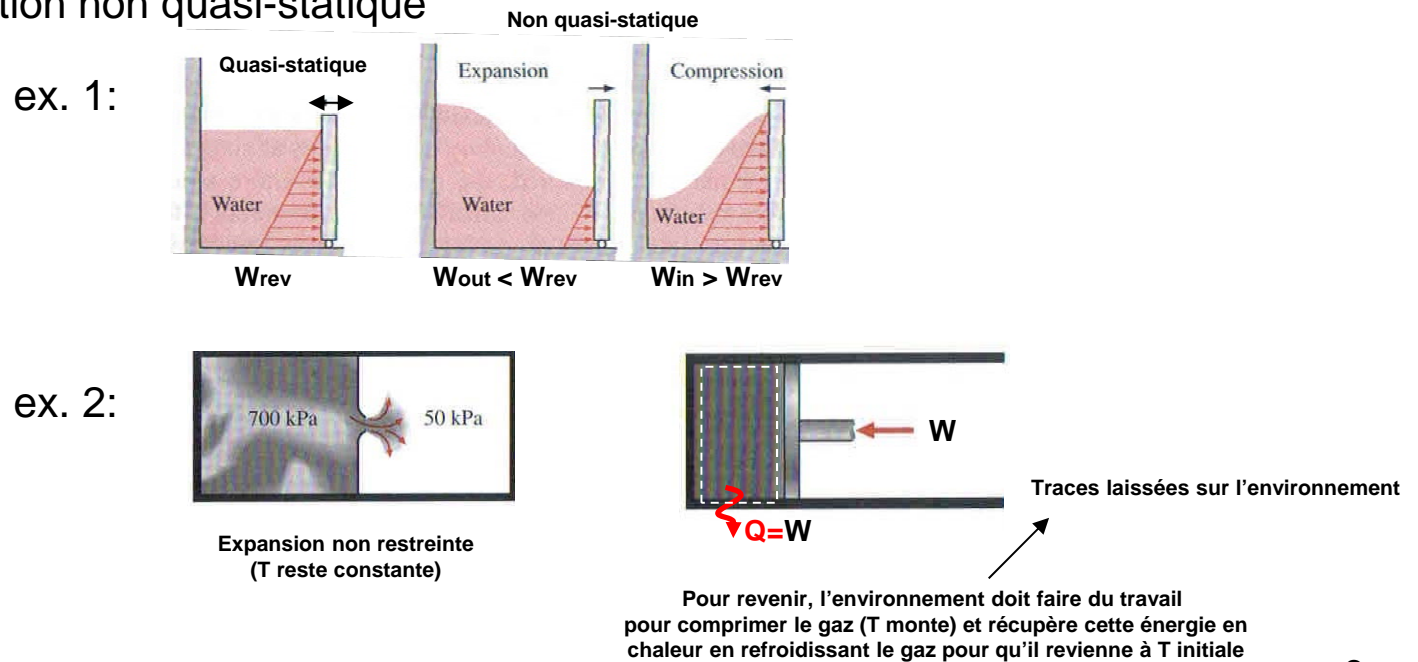 tion non quasi-statique
Non quasi-statique
ex. 1:
Quasi-statique
Expansion
Compression
Water
Water
Water
Wrev
Wout < Wrev
Win > Wrev
ex. 2:
700 kPa
50 kPa
W
Q=W
Traces laissées sur l'environnement
Expansion non restreinte
(T reste constante)
Pour revenir, l'environnement doit faire du travail
pour comprimer le gaz (T monte) et récupère cette énergie en
chaleur en refroidissant le gaz pour qu'il revienne à T initiale